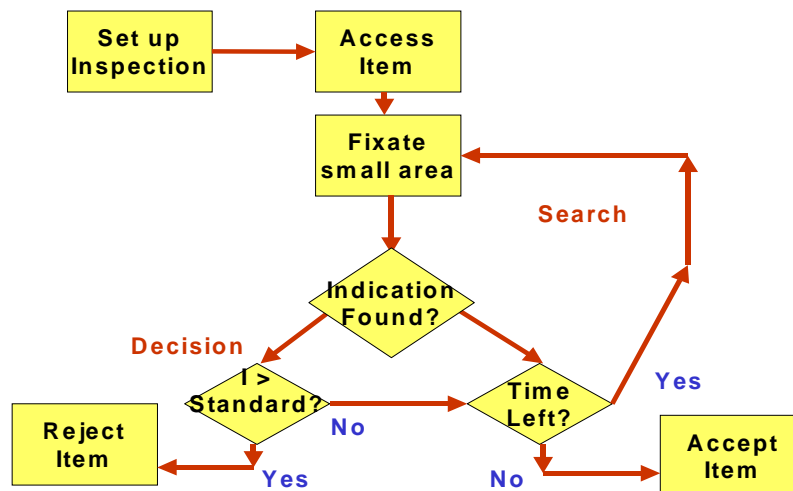 Set up
Inspection
Access
Item
Fixate
small area
Search
Indication
Found?
Decision
I >
Standard?
Time
Left?
Yes
No
Reject
Item
Accept
Item
Yes
No